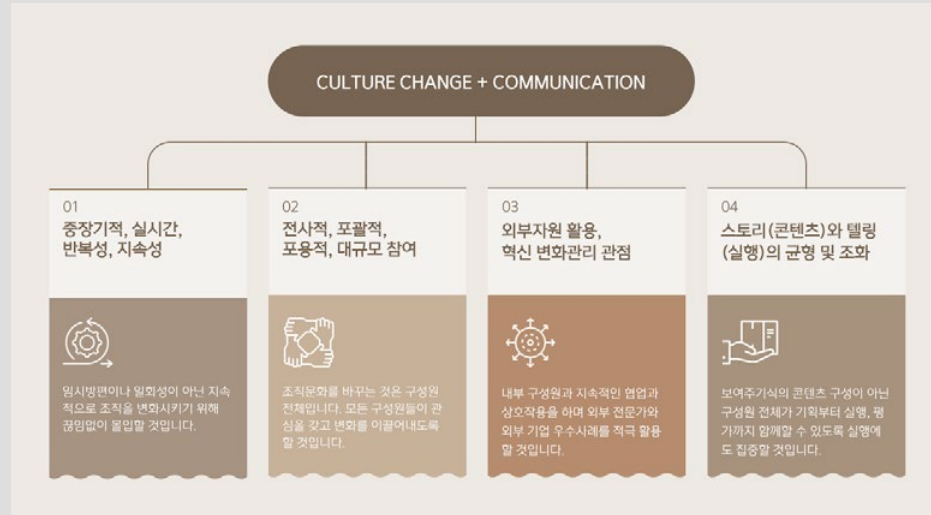 CULTURE CHANGE + COMMUNICATION
01
중장기적, 실시간,
반복성, 지속성
임시방편이나 일회성이 아닌 지속
적으로 조직을 변화시키기 위해
끊임없이 몰입할 것입니다.
02
전사적, 포괄적,
포용적, 대규모 참여
조직문화를 바꾸는 것은 구성원
전체입니다. 모든 구성원들이 관
심을 갖고 변화를 이끌어내도록
할 것입니다.
03
외부자원 활용,
혁신 변화관리 관점
내부 구성원과 지속적인 협업과
상호작용을 하며 외부 전문가와
외부 기업 우수사례를 적극 활용
할 것입니다.
04
스토리(콘텐츠)와 텔링
(실행)의 균형 및 조화
보여주기식의 콘텐츠 구성이 아닌
구성원 전체가 기획부터 실행, 평
가까지 함께할 수 있도록 실행에
도 집중할 것입니다.